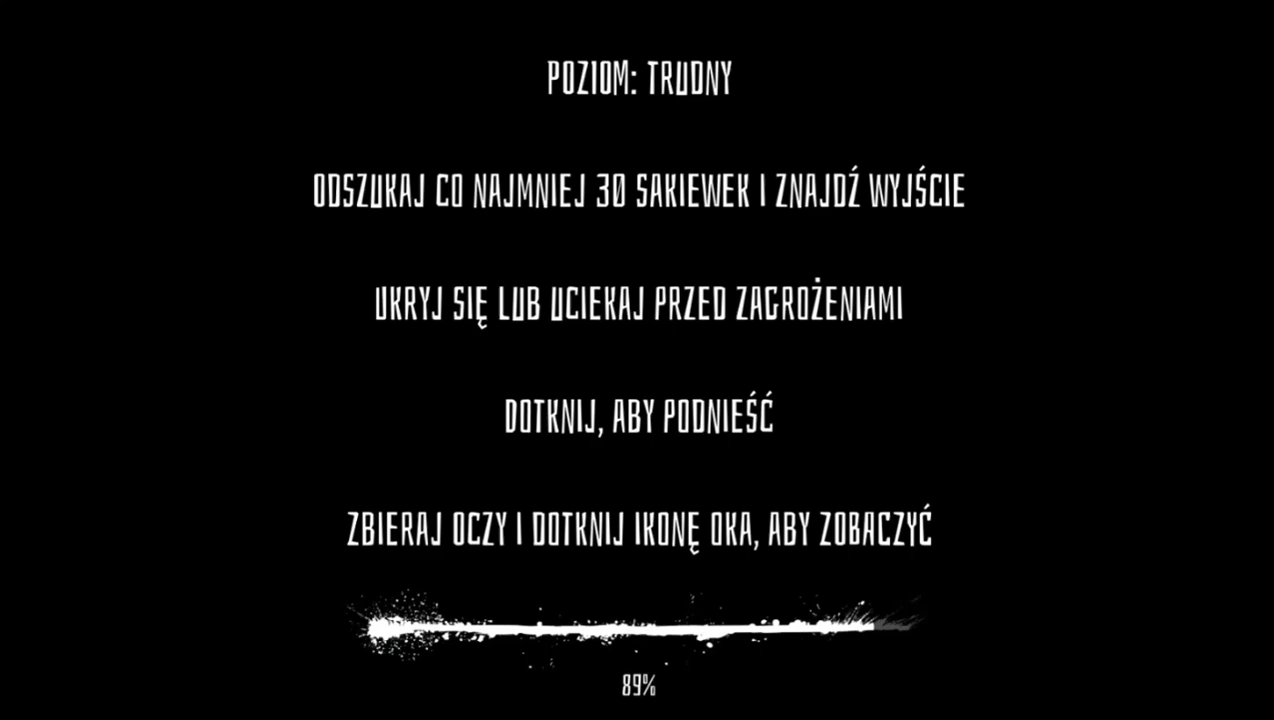 POZIOM: TRUDNY
ODSZUKAJ CO NAJMNIEJ 30 SAKIEWEK I ZNAJDŹ WYJŚCIE
UKRYJ SIĘ LUB UCIEKAJ PRZED ZAGROŻENIAMI
DOTKNIJ, ABY PODNIEŚĆ
ZBIERAJ OCZY I DOTKNIJ IKONĘ OKA, ABY ZOBACZYĆ
89%